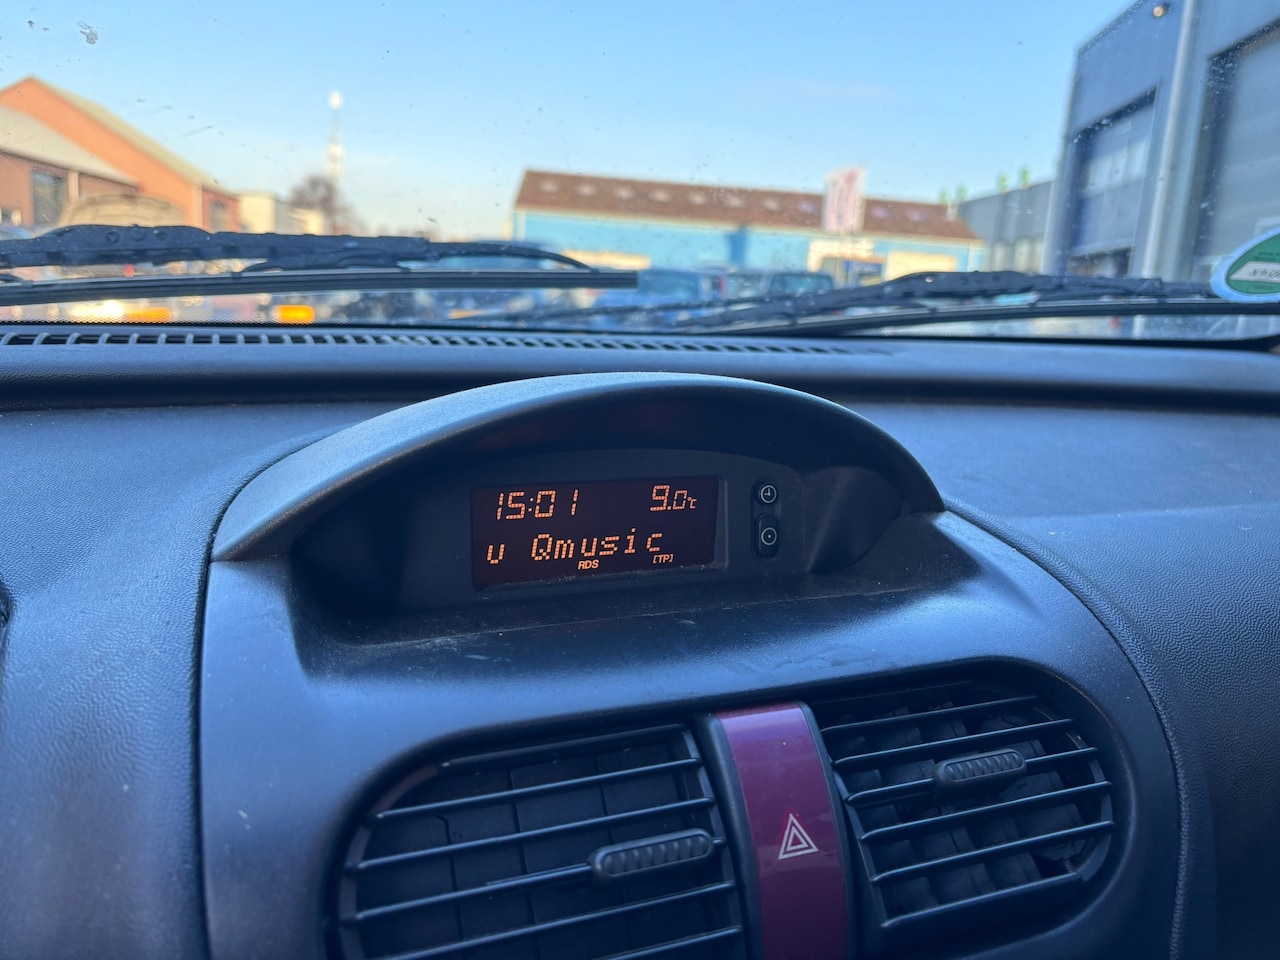 15:01 9.0°C
u Qmusic
RDS [TP]